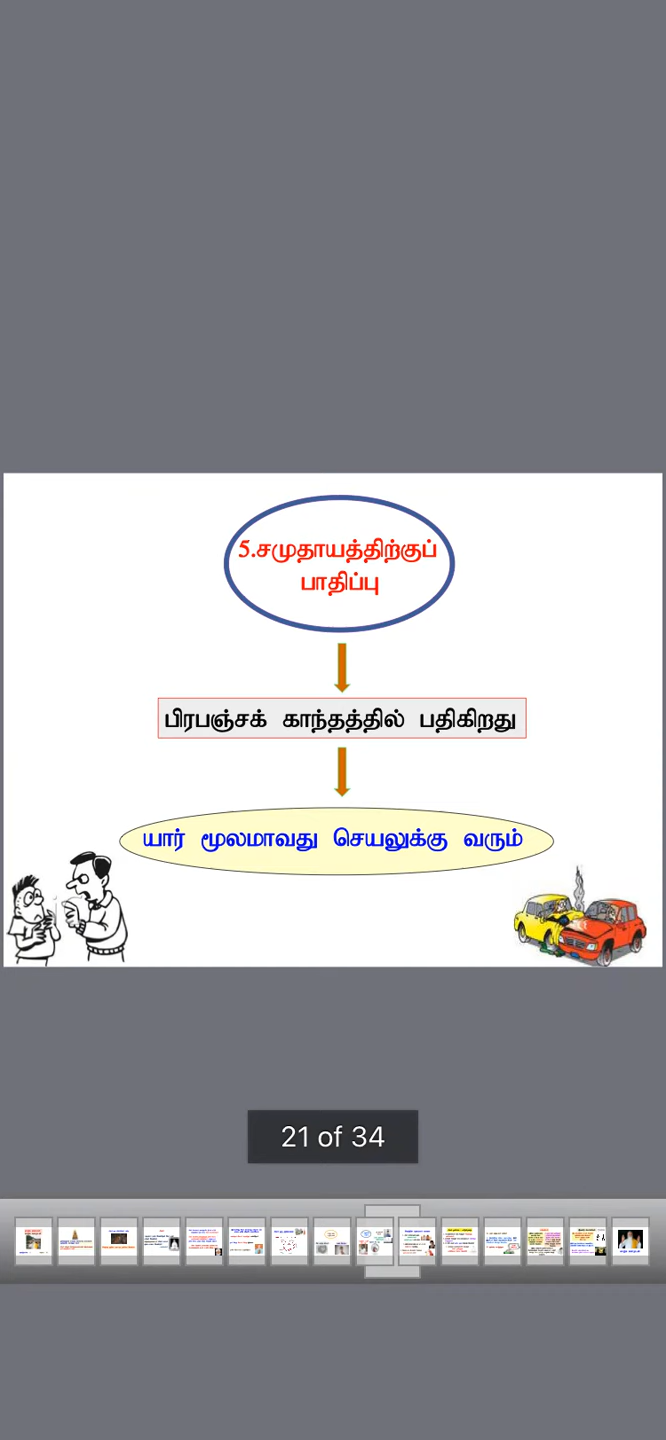 5.சமுதாயத்திற்குப்
பாதிப்பு
பிரபஞ்சக் காந்தத்தில் பதிகிறது
யார் மூலமாவது செயலுக்கு வரும்
21 of 34